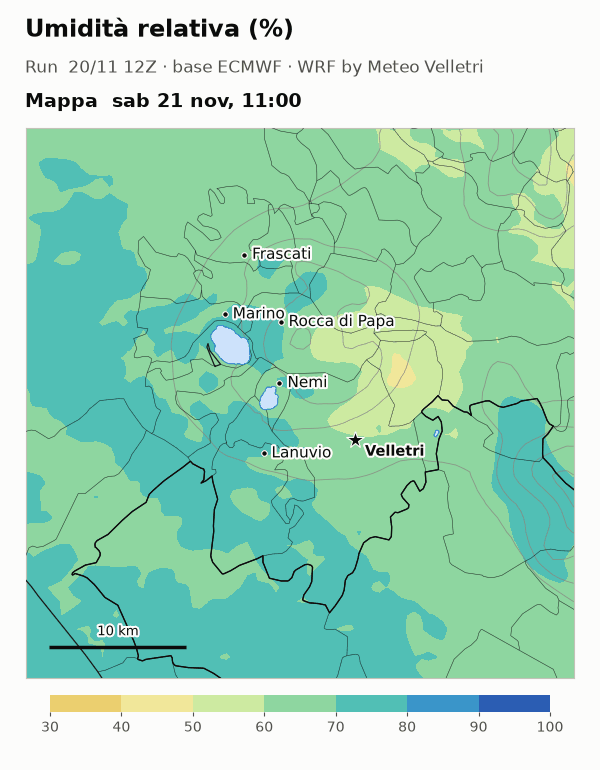 Umidità relativa (%)
Run  20/11 12Z · base ECMWF · WRF by Meteo Velletri
Mappa  sab 21 nov, 11:00
Frascati
Marino
Rocca di Papa
Nemi
Velletri
Lanuvio
10 km
30 40 50 60 70 80 90 100